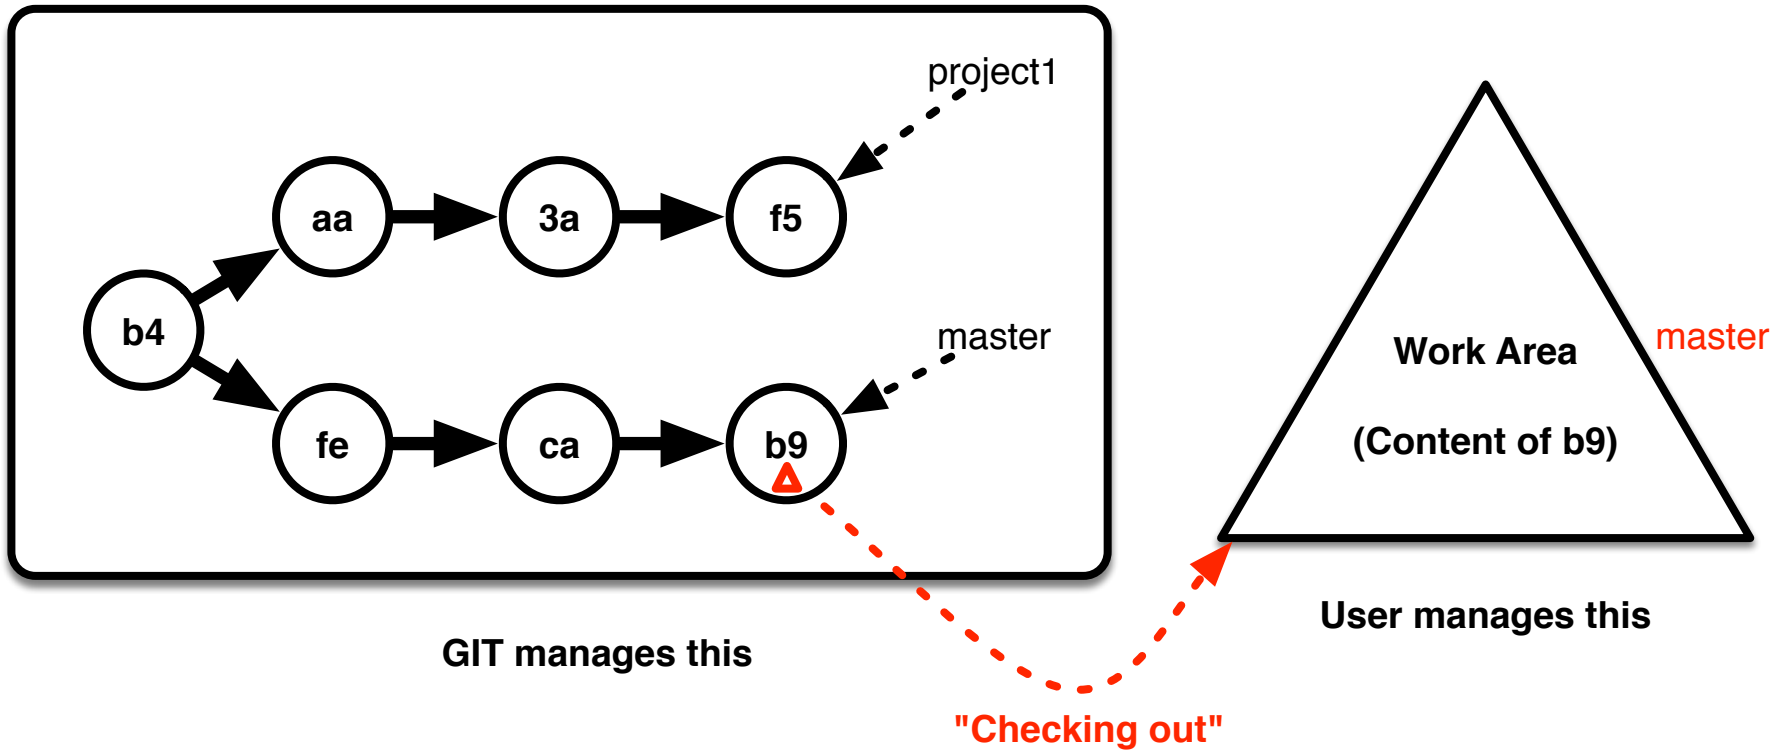 project1
aa
3a
f5
b4
master
fe
ca
b9
GIT manages this
"Checking out"
Work Area
(Content of b9)
master
User manages this